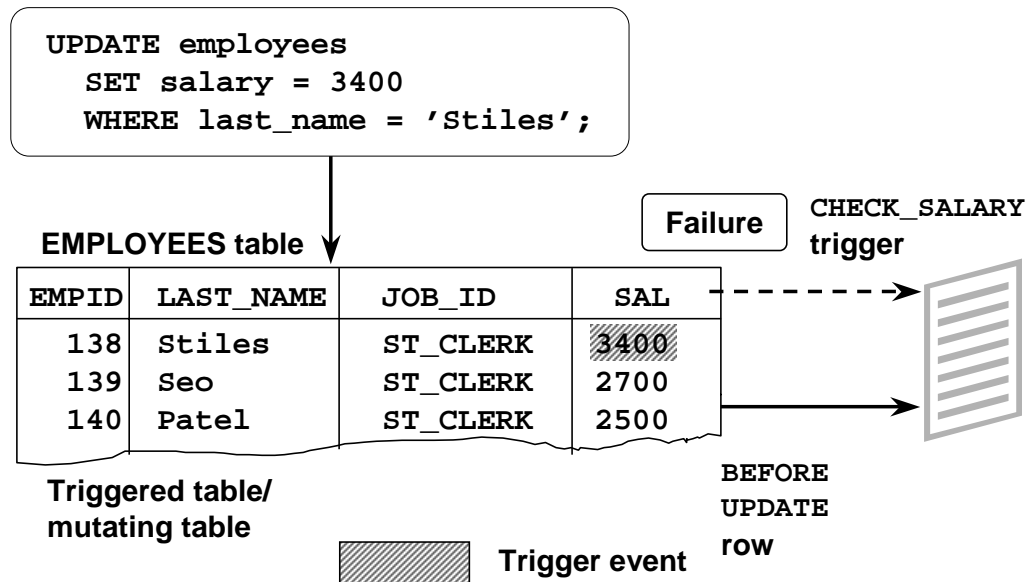 UPDATE employees
SET salary = 3400
WHERE last_name = ’Stiles’;
Failure
CHECK_SALARY
trigger
EMPLOYEES table
EMPID LAST_NAME JOB_ID SAL
138 Stiles ST_CLERK 3400
139 Seo ST_CLERK 2700
140 Patel ST_CLERK 2500
Triggered table/
mutating table
BEFORE
UPDATE
row
Trigger event